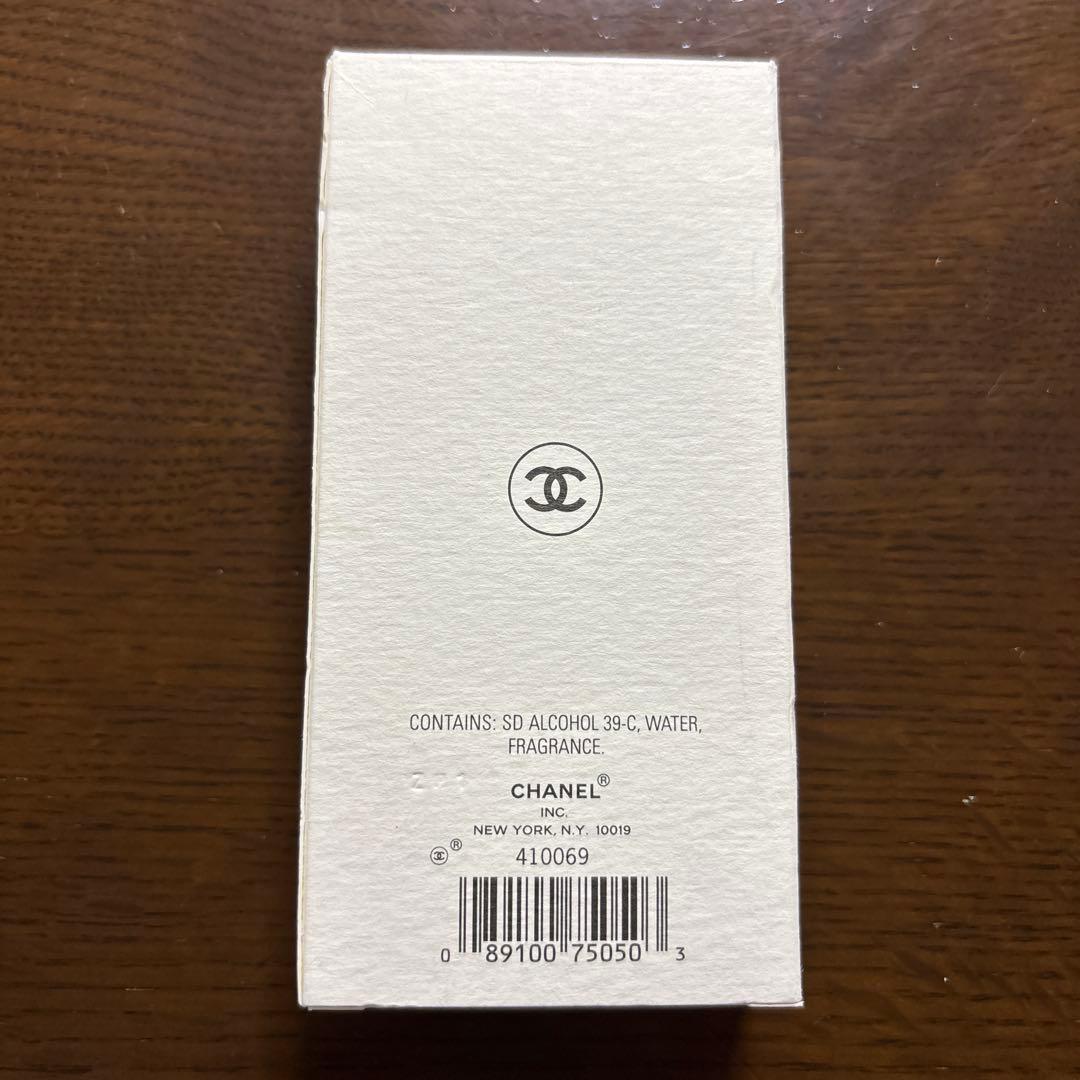 CONTAINS: SD ALCOHOL 39-C, WATER,
FRAGRANCE.
CHANEL®
INC.
NEW YORK, N.Y. 10019
®
410069
0 89100 75050 3